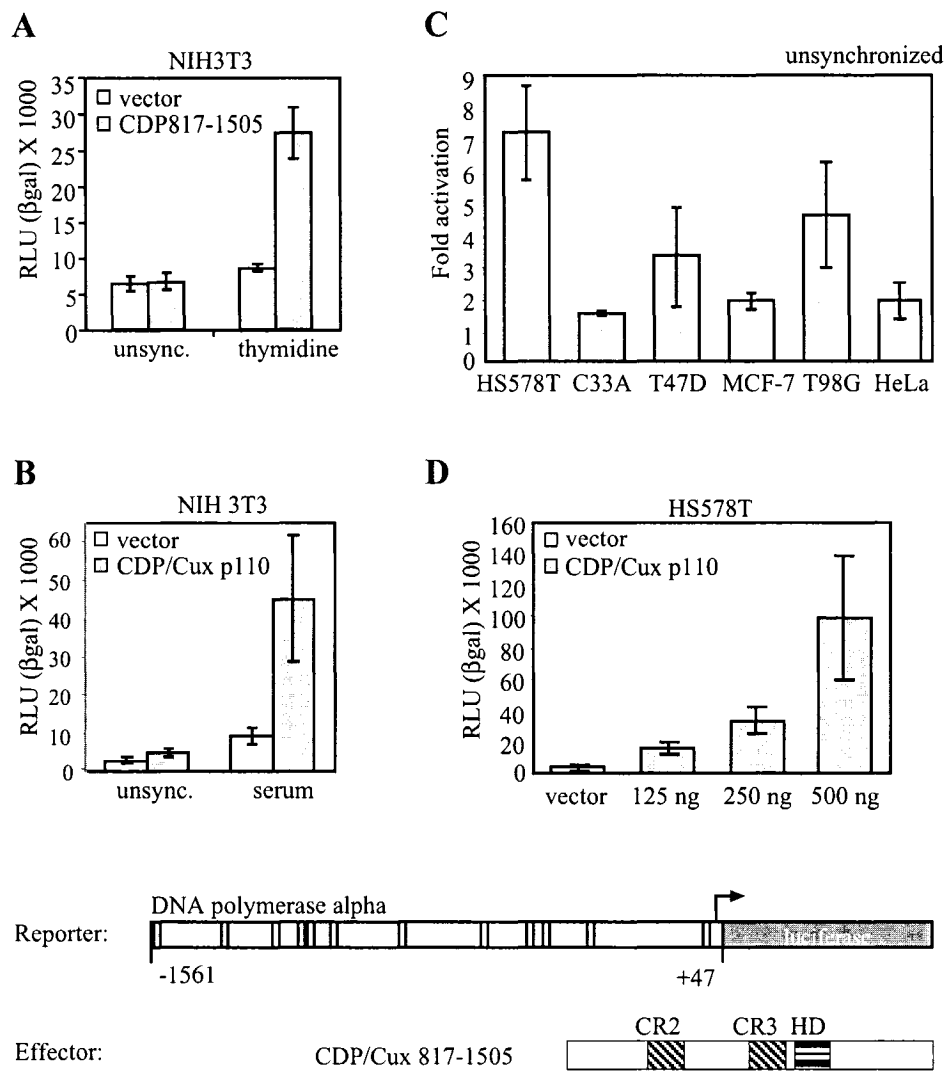 A
NIH3T3
RLU (βgal) X 1000
35
30
25
20
15
10
5
0
vector
CDP817-1505
unsync.
thymidine
C
unsynchronized
Fold activation
9
8
7
6
5
4
3
2
1
0
HS578T C33A T47D MCF-7 T98G HeLa
B
NIH 3T3
RLU (βgal) X 1000
60
50
40
30
20
10
0
vector
CDP/Cux p110
unsync.
serum
D
HS578T
RLU (βgal) X 1000
160
140
120
100
80
60
40
20
0
vector
CDP/Cux p110
vector 125 ng 250 ng 500 ng
DNA polymerase alpha
Reporter:
luciferase
-1561
+47
CR2 CR3 HD
Effector:
CDP/Cux 817-1505